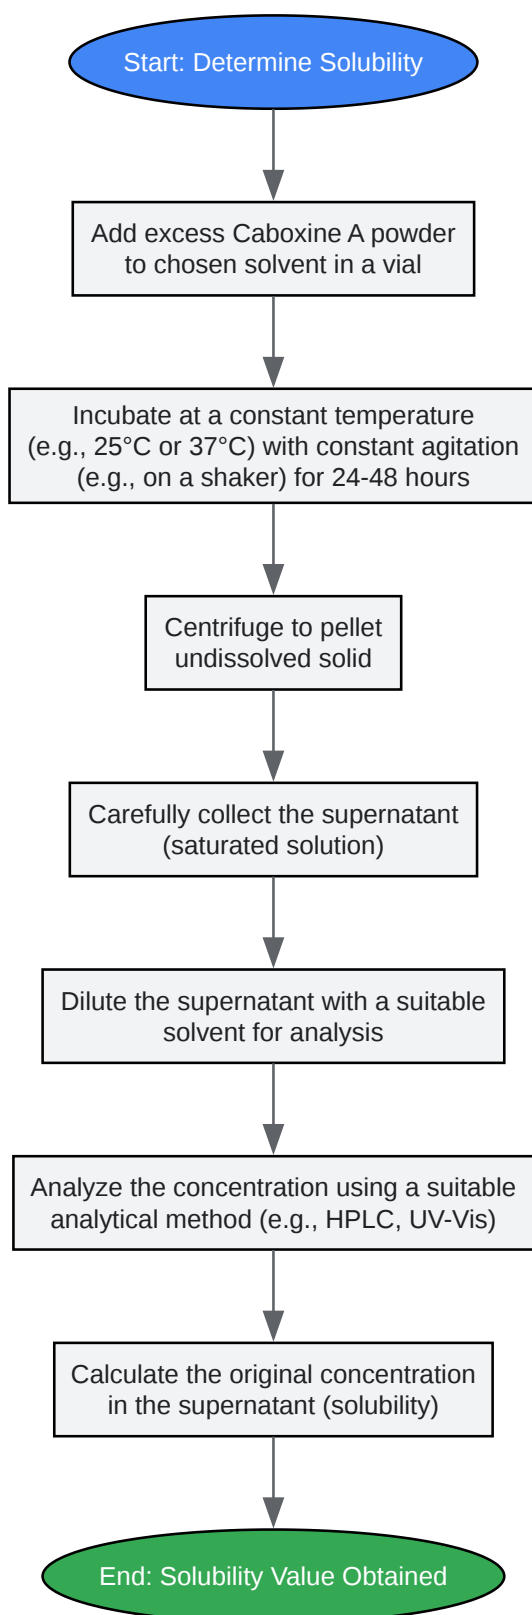 Start: Determine Solubility
Add excess Caboxine A powder
to chosen solvent in a vial
Incubate at a constant temperature
(e.g., 25°C or 37°C) with constant agitation
(e.g., on a shaker) for 24-48 hours
Centrifuge to pellet
undissolved solid
Carefully collect the supernatant
(saturated solution)
Dilute the supernatant with a suitable
solvent for analysis
Analyze the concentration using a suitable
analytical method (e.g., HPLC, UV-Vis)
Calculate the original concentration
in the supernatant (solubility)
End: Solubility Value Obtained